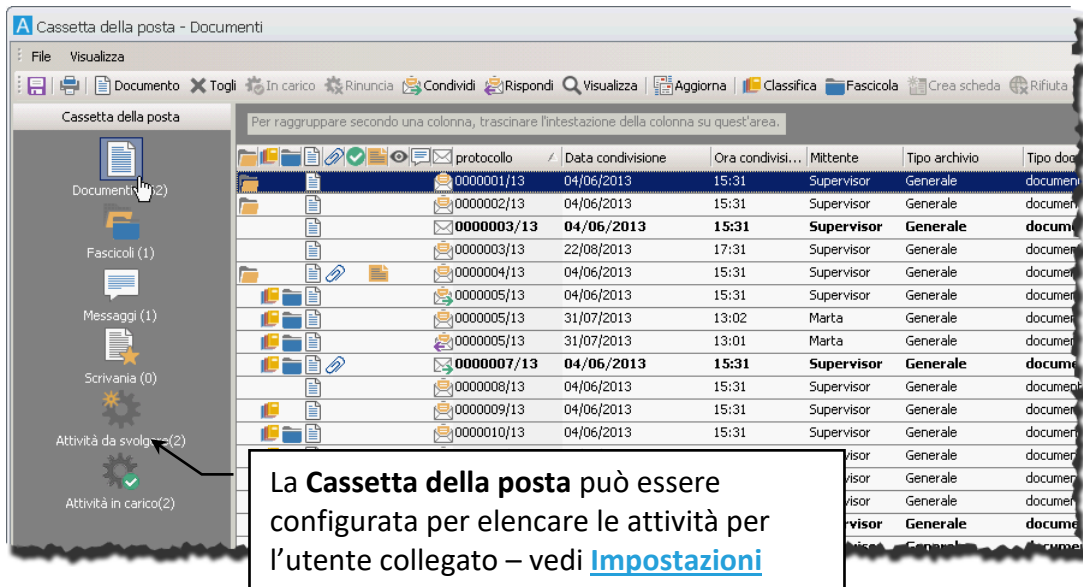 Cassetta della posta - Documenti
File Visualizza
Documento Togli In carico Rinuncia Condividi Rispondi Visualizza Aggiorna Classifica Fascicola Crea scheda Rifiuta
Cassetta della posta
Per raggruppare secondo una colonna, trascinare l'intestazione della colonna su quest'area.
protocollo Data condivisione Ora condivisi... Mittente Tipo archivio Tipo
0000001/13 04/06/2013 15:31 Supervisor Generale
Documenti
0000002/13 04/06/2013 15:31 Supervisor Generale
0000003/13 04/06/2013 15:31 Supervisor Generale
0000003/13 22/08/2013 17:31 Supervisor Generale
Fascicoli (1)
0000004/13 04/06/2013 15:31 Supervisor Generale
0000005/13 04/06/2013 15:31 Supervisor Generale
0000005/13 31/07/2013 13:02 Marta Generale
Messaggi (1)
0000005/13 31/07/2013 13:01 Marta Generale
0000007/13 04/06/2013 15:31 Supervisor Generale
Scrivania (0)
0000008/13 04/06/2013 15:31 Supervisor Generale
0000009/13 04/06/2013 15:31 Supervisor Generale
0000010/13 04/06/2013 15:31 Supervisor Generale
Attività da svolgere(2)
Generale
Generale
Attività in carico(2)
Generale
Generale
La Cassetta della posta può essere
configurata per elencare le attività per
l'utente collegato – vedi Impostazioni